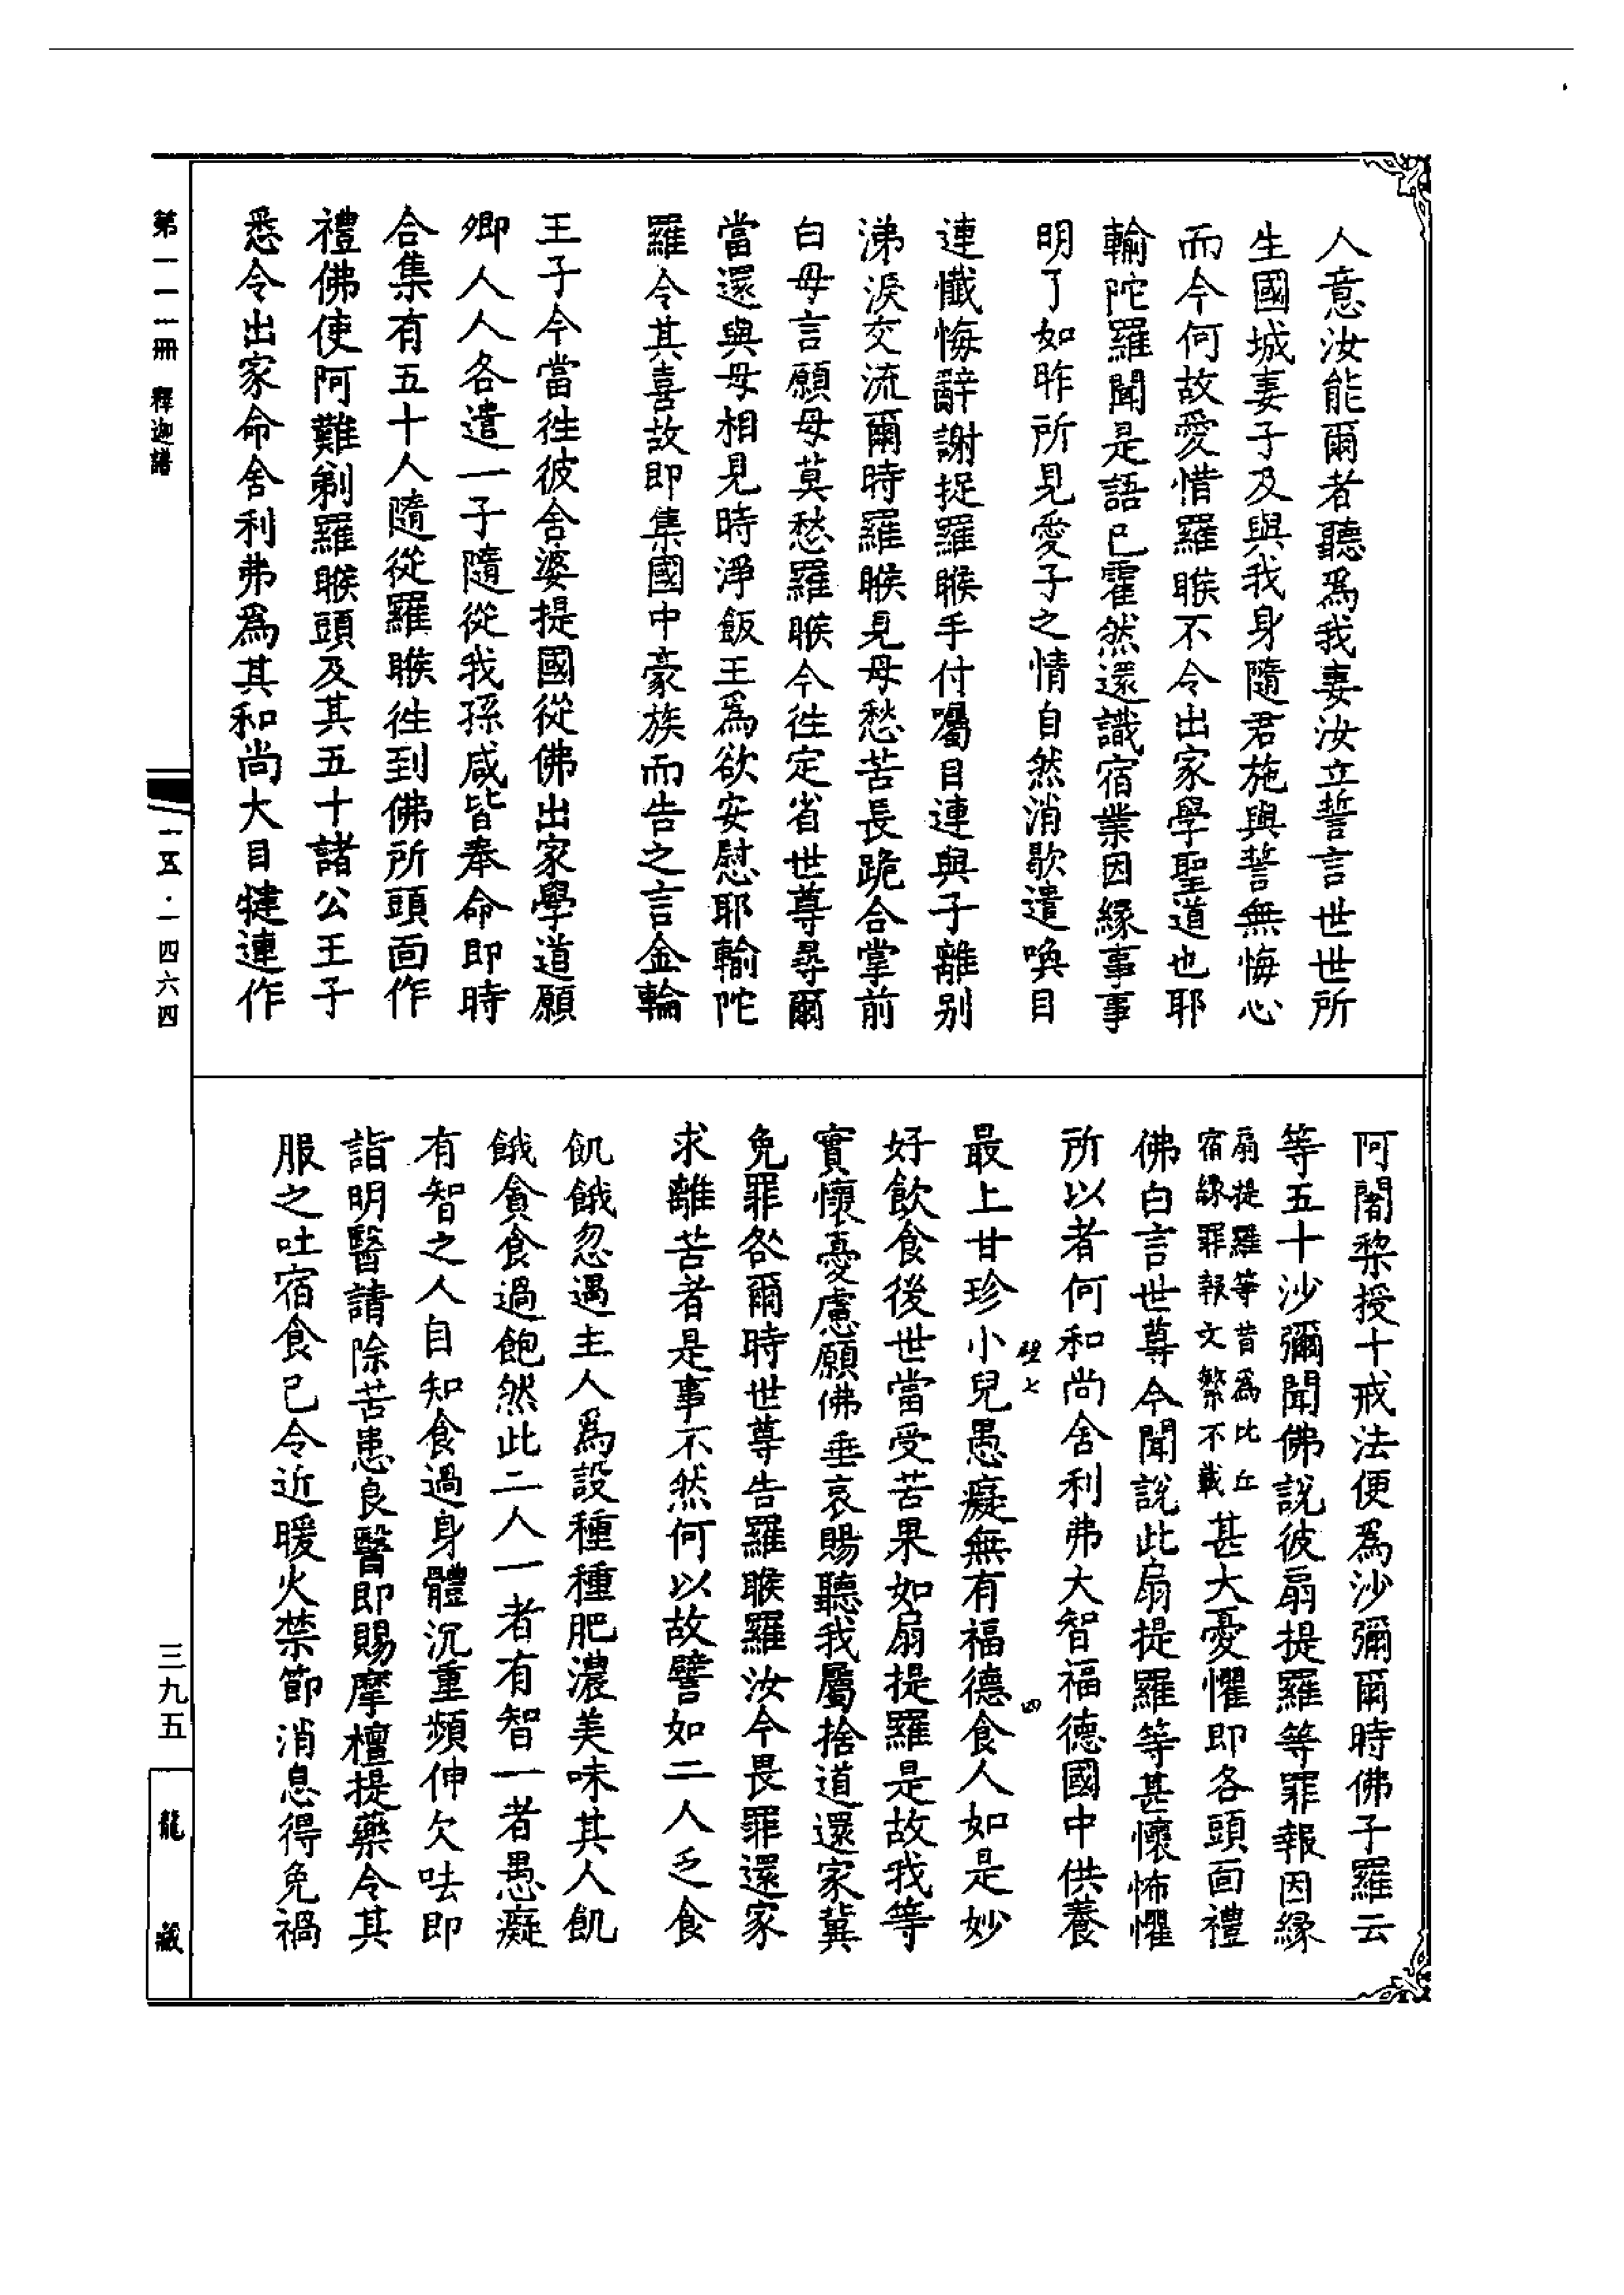 人意汝能爾者聽爲我妻汝立誓言世世所
生國城妻子及與我身隨君施與誓無悔心
而今何故愛惜羅睺不令出家學聖道也耶
輸陀羅聞是語已霍然還識宿業因緣事事
明了如昨所見愛子之情自然消歇遣喚目
連懺悔辭謝捉羅睺手付囑目連與子離別
涕淚交流爾時羅睺見母愁苦長跪合掌前
白母言願母莫愁羅睺今往定省世尊尋爾
當還與母相見時淨飯王爲欲安慰耶輸陀
羅令其喜故即集國中豪族而告之言金輪
王子今當往彼舍婆提國從佛出家學道願
卿人人各遣一子隨從我孫咸皆奉命即時
合集有五十人隨從羅睺往到佛所頭面作
禮佛使阿難剃羅睺頭及其五十諸公王子
悉令出家命舍利弗爲其和尚大目犍連作
阿闍黎授十戒法便爲沙彌爾時佛子羅云
等五十沙彌聞佛說彼扇提羅等罪報因緣
扇提羅等昔為比丘
宿緣罪報文繁不載
甚大憂懼即各頭面禮
佛白言世尊今聞說此扇提羅等甚懷怖懼
所以者何和尚舍利弗大智福德國中供養
壁七
四
最上甘珍小兒愚癡無有福德食人如是妙
好飲食後世當受苦果如扇提羅是故我等
實懷憂慮願佛垂哀賜聽我屬捨道還家冀
免罪咎爾時世尊告羅睺羅汝今畏罪還家
求離苦者是事不然何以故譬如二人乏食
飢餓忽遇主人爲設種種肥濃美味其人飢
餓貪食過飽然此二人一者有智一者愚癡
有智之人自知食過身體沉重頻伸欠呿即
詣明醫請除苦患良醫即賜摩檀提藥令其
服之吐宿食已令近暖火禁節消息得免禍
第一一一冊
釋迦譜
一五·一四六四
三九五
龍藏